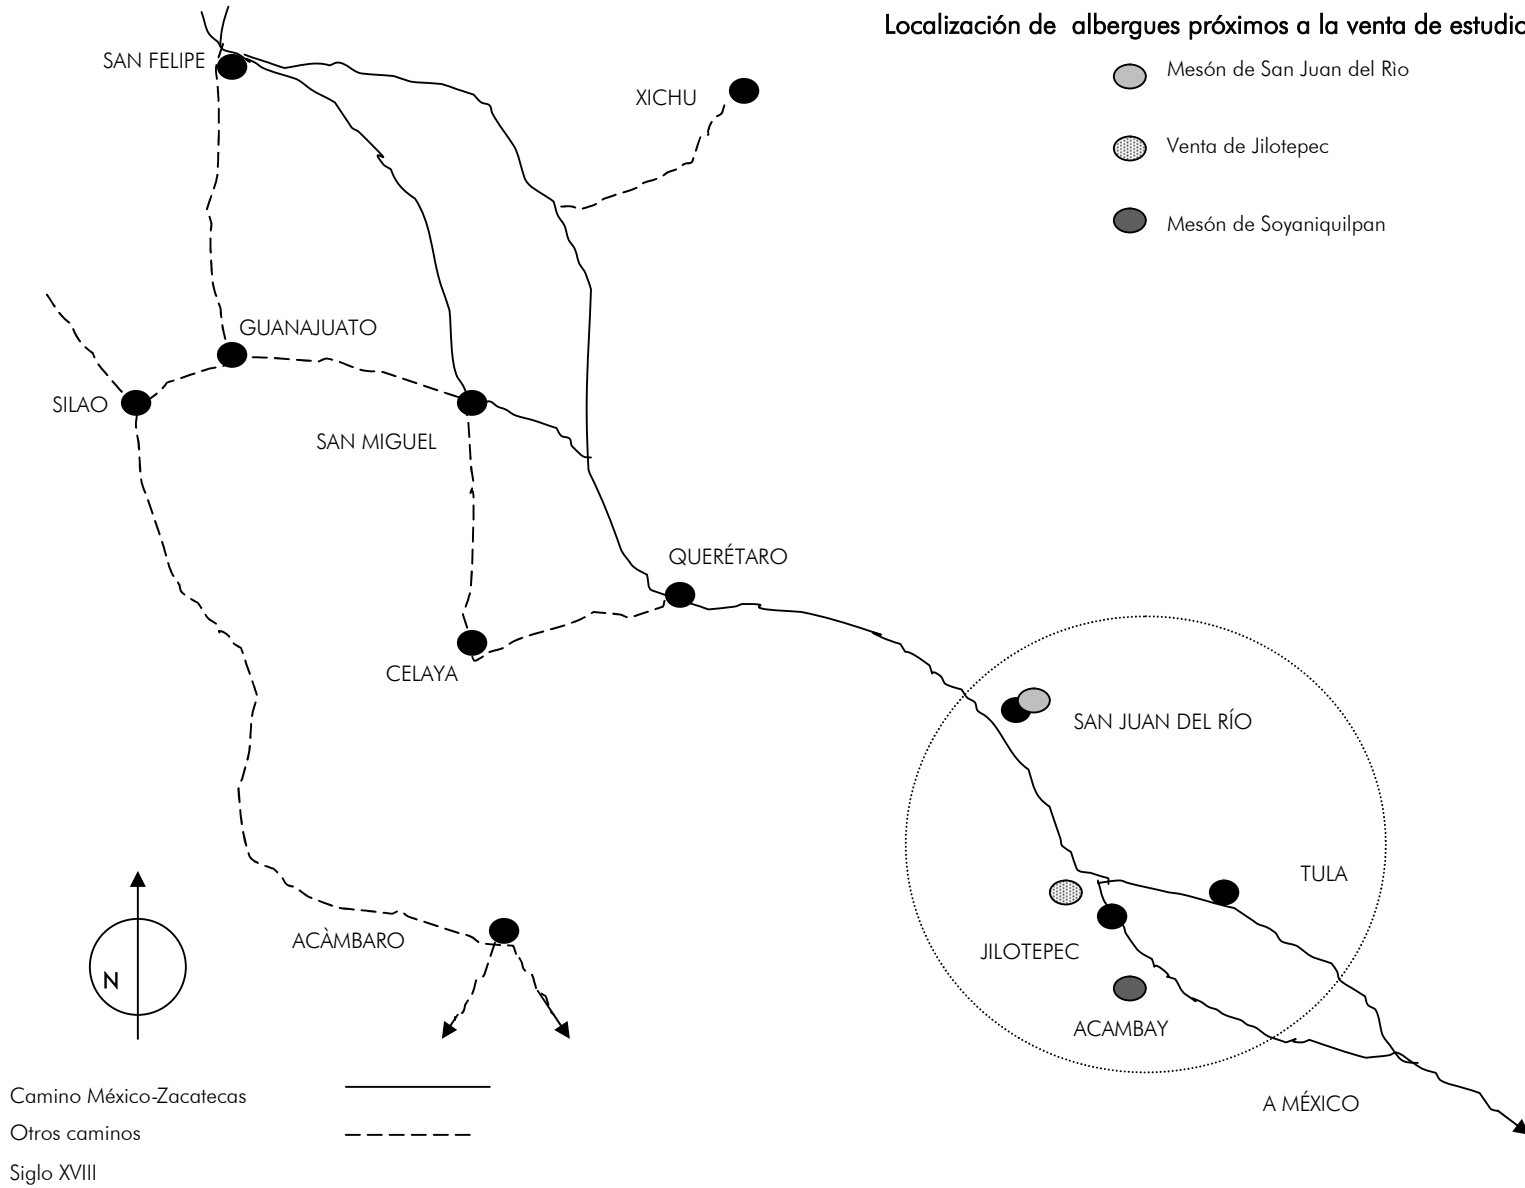 Localización de albergues próximos a la venta de estudio
Mesón de San Juan del Rìo
Venta de Jilotepec
Mesón de Soyaniquilpan
SAN FELIPE
XICHU
GUANAJUATO
SILAO
SAN MIGUEL
QUERÉTARO
CELAYA
SAN JUAN DEL RÍO
TULA
ACÀMBARO
JILOTEPEC
N
ACAMBAY
A MÉXICO
Camino México-Zacatecas
Otros caminos
Siglo XVIII